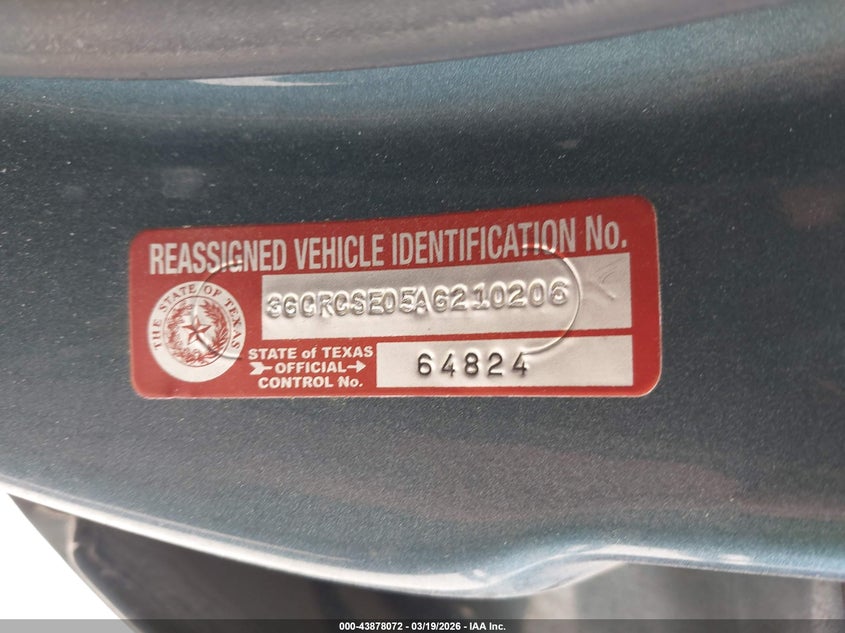 REASSIGNED VEHICLE IDENTIFICATION No.
3GCRCSE05AG210206
THE STATE OF TEXAS
STATE of TEXAS
OFFICIAL
CONTROL No.
64824
000-43878072 — 03/19/2026 — IAA Inc.